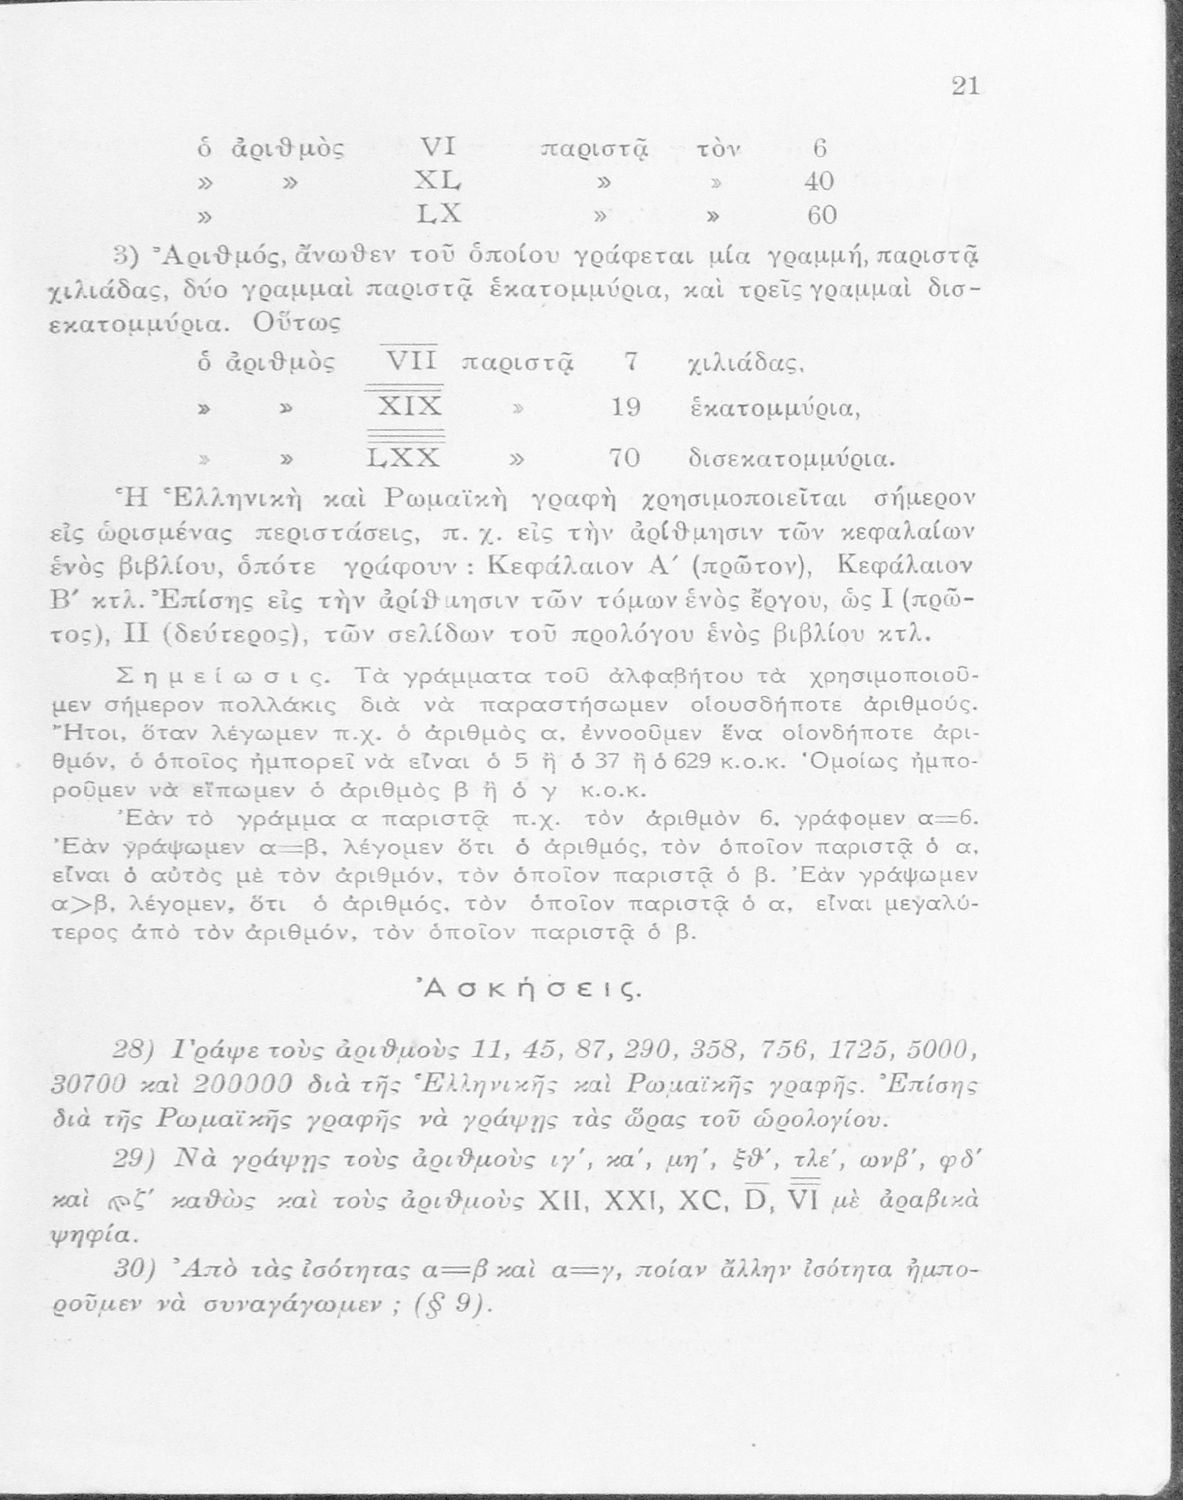 21
ὁ ἀριθμὸς VI παριστᾷ τὸν 6
» » XL » » 40
» LX » » 60
3) Ἀριθμός, ἄνωθεν τοῦ ὁποίου γράφεται μία γραμμή, παριστᾷ
χιλιάδας, δύο γραμμαὶ παριστᾷ ἑκατομμύρια, καὶ τρεῖς γραμμαὶ δισ-
εκατομμύρια. Οὕτως
ὁ ἀριθμὸς V̅I̅I̅ παριστᾷ 7 χιλιάδας,
» » X̿I̿X̿ » 19 ἑκατομμύρια,
» » LXX » 70 δισεκατομμύρια.
Ἡ Ἑλληνικὴ καὶ Ρωμαϊκὴ γραφὴ χρησιμοποιεῖται σήμερον
εἰς ὡρισμένας περιστάσεις, π. χ. εἰς τὴν ἀρίθμησιν τῶν κεφαλαίων
ἑνὸς βιβλίου, ὁπότε γράφουν : Κεφάλαιον Α΄ (πρῶτον), Κεφάλαιον
Β΄ κτλ. Ἐπίσης εἰς τὴν ἀρίθμησιν τῶν τόμων ἑνὸς ἔργου, ὡς I (πρῶ-
τος), II (δεύτερος), τῶν σελίδων τοῦ προλόγου ἑνὸς βιβλίου κτλ.
Σημείωσις. Τὰ γράμματα τοῦ ἀλφαβήτου τὰ χρησιμοποιοῦ-
μεν σήμερον πολλάκις διὰ νὰ παραστήσωμεν οἱουσδήποτε ἀριθμούς.
Ἤτοι, ὅταν λέγωμεν π.χ. ὁ ἀριθμὸς α, ἐννοοῦμεν ἕνα οἱονδήποτε ἀρι-
θμόν, ὁ ὁποῖος ἠμπορεῖ νὰ εἶναι ὁ 5 ἢ ὁ 37 ἢ ὁ 629 κ.ο.κ. Ὁμοίως ἠμπο-
ροῦμεν νὰ εἴπωμεν ὁ ἀριθμὸς β ἢ ὁ γ κ.ο.κ.
Ἐὰν τὸ γράμμα α παριστᾷ π.χ. τὸν ἀριθμὸν 6, γράφομεν α=6.
Ἐὰν γράψωμεν α=β, λέγομεν ὅτι ὁ ἀριθμός, τὸν ὁποῖον παριστᾷ ὁ α,
εἶναι ὁ αὐτὸς μὲ τὸν ἀριθμόν, τὸν ὁποῖον παριστᾷ ὁ β. Ἐὰν γράψωμεν
α>β, λέγομεν, ὅτι ὁ ἀριθμός, τὸν ὁποῖον παριστᾷ ὁ α, εἶναι μεγαλύ-
τερος ἀπὸ τὸν ἀριθμόν, τὸν ὁποῖον παριστᾷ ὁ β.
Ἀσκήσεις.
28) Γράψε τοὺς ἀριθμοὺς 11, 45, 87, 290, 358, 756, 1725, 5000,
30700 καὶ 200000 διὰ τῆς Ἑλληνικῆς καὶ Ρωμαϊκῆς γραφῆς. Ἐπίσης
διὰ τῆς Ρωμαϊκῆς γραφῆς νὰ γράψῃς τὰς ὥρας τοῦ ὡρολογίου.
29) Νὰ γράψῃς τοὺς ἀριθμοὺς ιγ΄, κα΄, μη΄, ξθ΄, τλε΄, ωνβ΄, φδ΄
καὶ ϡζ΄ καθὼς καὶ τοὺς ἀριθμοὺς XII, XXI, XC, D̅, V̿I̿ μὲ ἀραβικὰ
ψηφία.
30) Ἀπὸ τὰς ἰσότητας α=β καὶ α=γ, ποίαν ἄλλην ἰσότητα ἠμπο-
ροῦμεν νὰ συναγάγωμεν ; (§ 9).